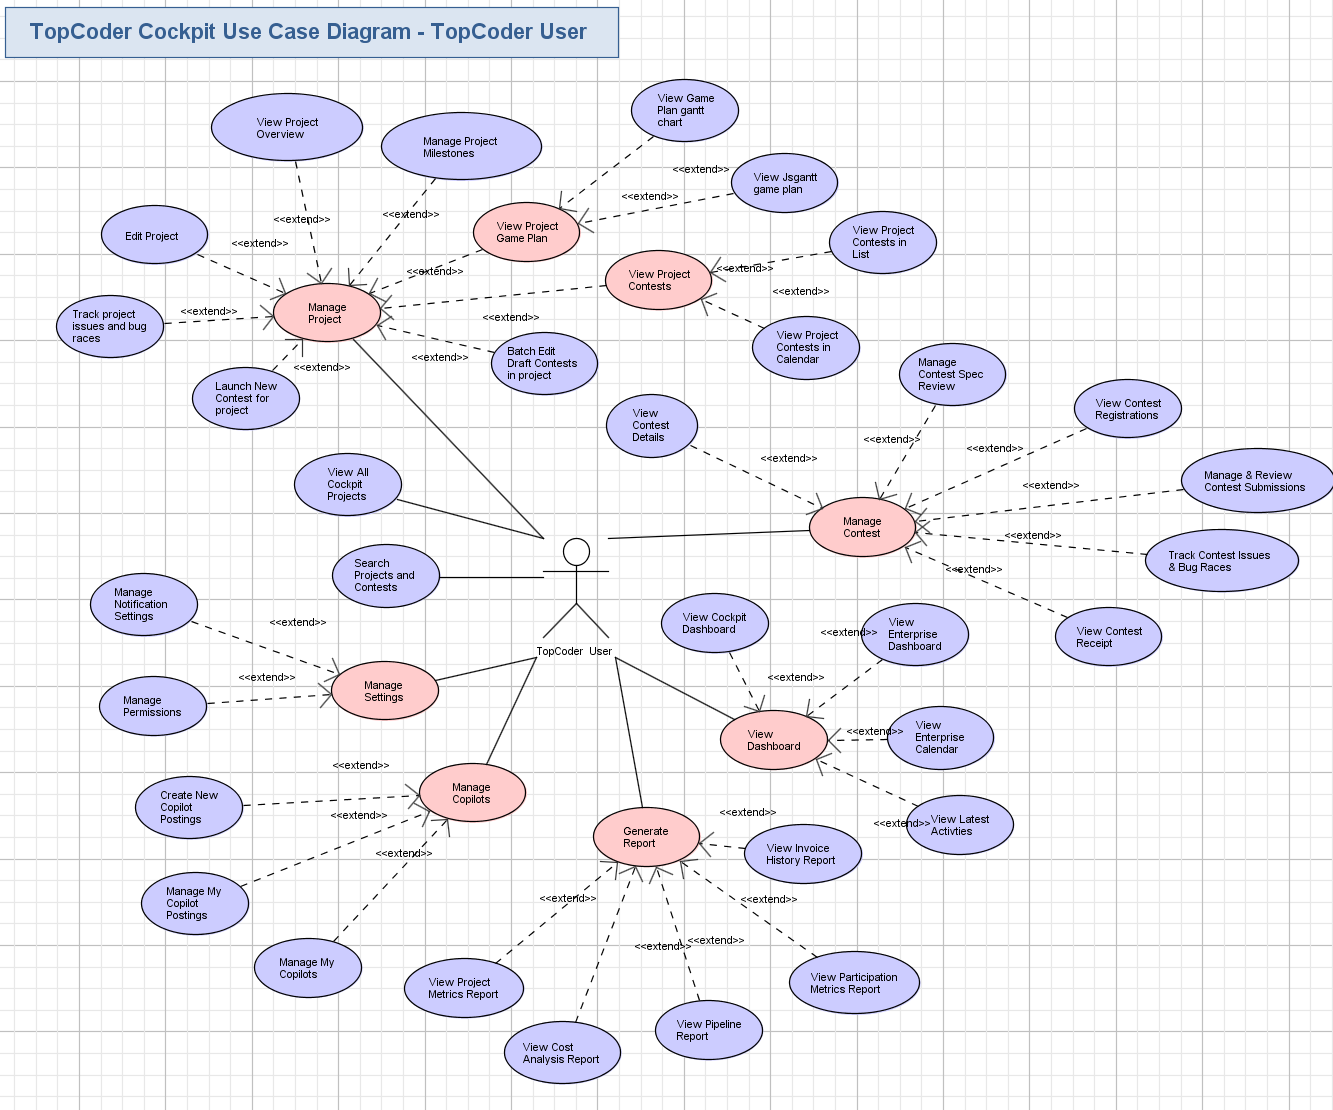 TopCoder Cockpit Use Case Diagram - TopCoder User
View Game
Plan gantt
chart
View Project
Overview
Manage Project
Milestones
<<extend>>
View Jsgantt
game plan
<<extend>>
<<extend>>
<<extend>>
Edit Project
<<extend>>
View Project
Game Plan
View Project
Contests in
List
<<extend>>
<<extend>>
View Project
Contests
<<extend>>
Manage
Project
Track project
issues and bug
races
<<extend>>
<<extend>>
View Project
Contests in
Calendar
<<extend>>
<<extend>>
Batch Edit
Draft Contests
in project
Launch New
Contest for
project
Manage
Contest Spec
Review
View
Contest
Details
View Contest
Registrations
<<extend>>
<<extend>>
<<extend>>
View All
Cockpit
Projects
Manage & Review
Contest Submissions
<<extend>>
Manage
Contest
<<extend>>
Track Contest Issues
& Bug Races
<<extend>>
Search
Projects and
Contests
Manage
Notification
Settings
<<extend>>
View Cockpit
Dashboard
<<extend>>
View
Enterprise
Dashboard
View Contest
Receipt
TopCoder  User
<<extend>>
<<extend>>
Manage
Settings
Manage
Permissions
View
Dashboard
<<extend>>
View
Enterprise
Calendar
<<extend>>
Manage
Copilots
Create New
Copilot
Postings
<<extend>>
<<extend>>
<<extend>>
View Latest
Activties
Generate
Report
<<extend>>
View Invoice
History Report
Manage My
Copilot
Postings
<<extend>>
<<extend>>
<<extend>>
<<extend>>
Manage My
Copilots
View Project
Metrics Report
View Participation
Metrics Report
View Pipeline
Report
View Cost
Analysis Report